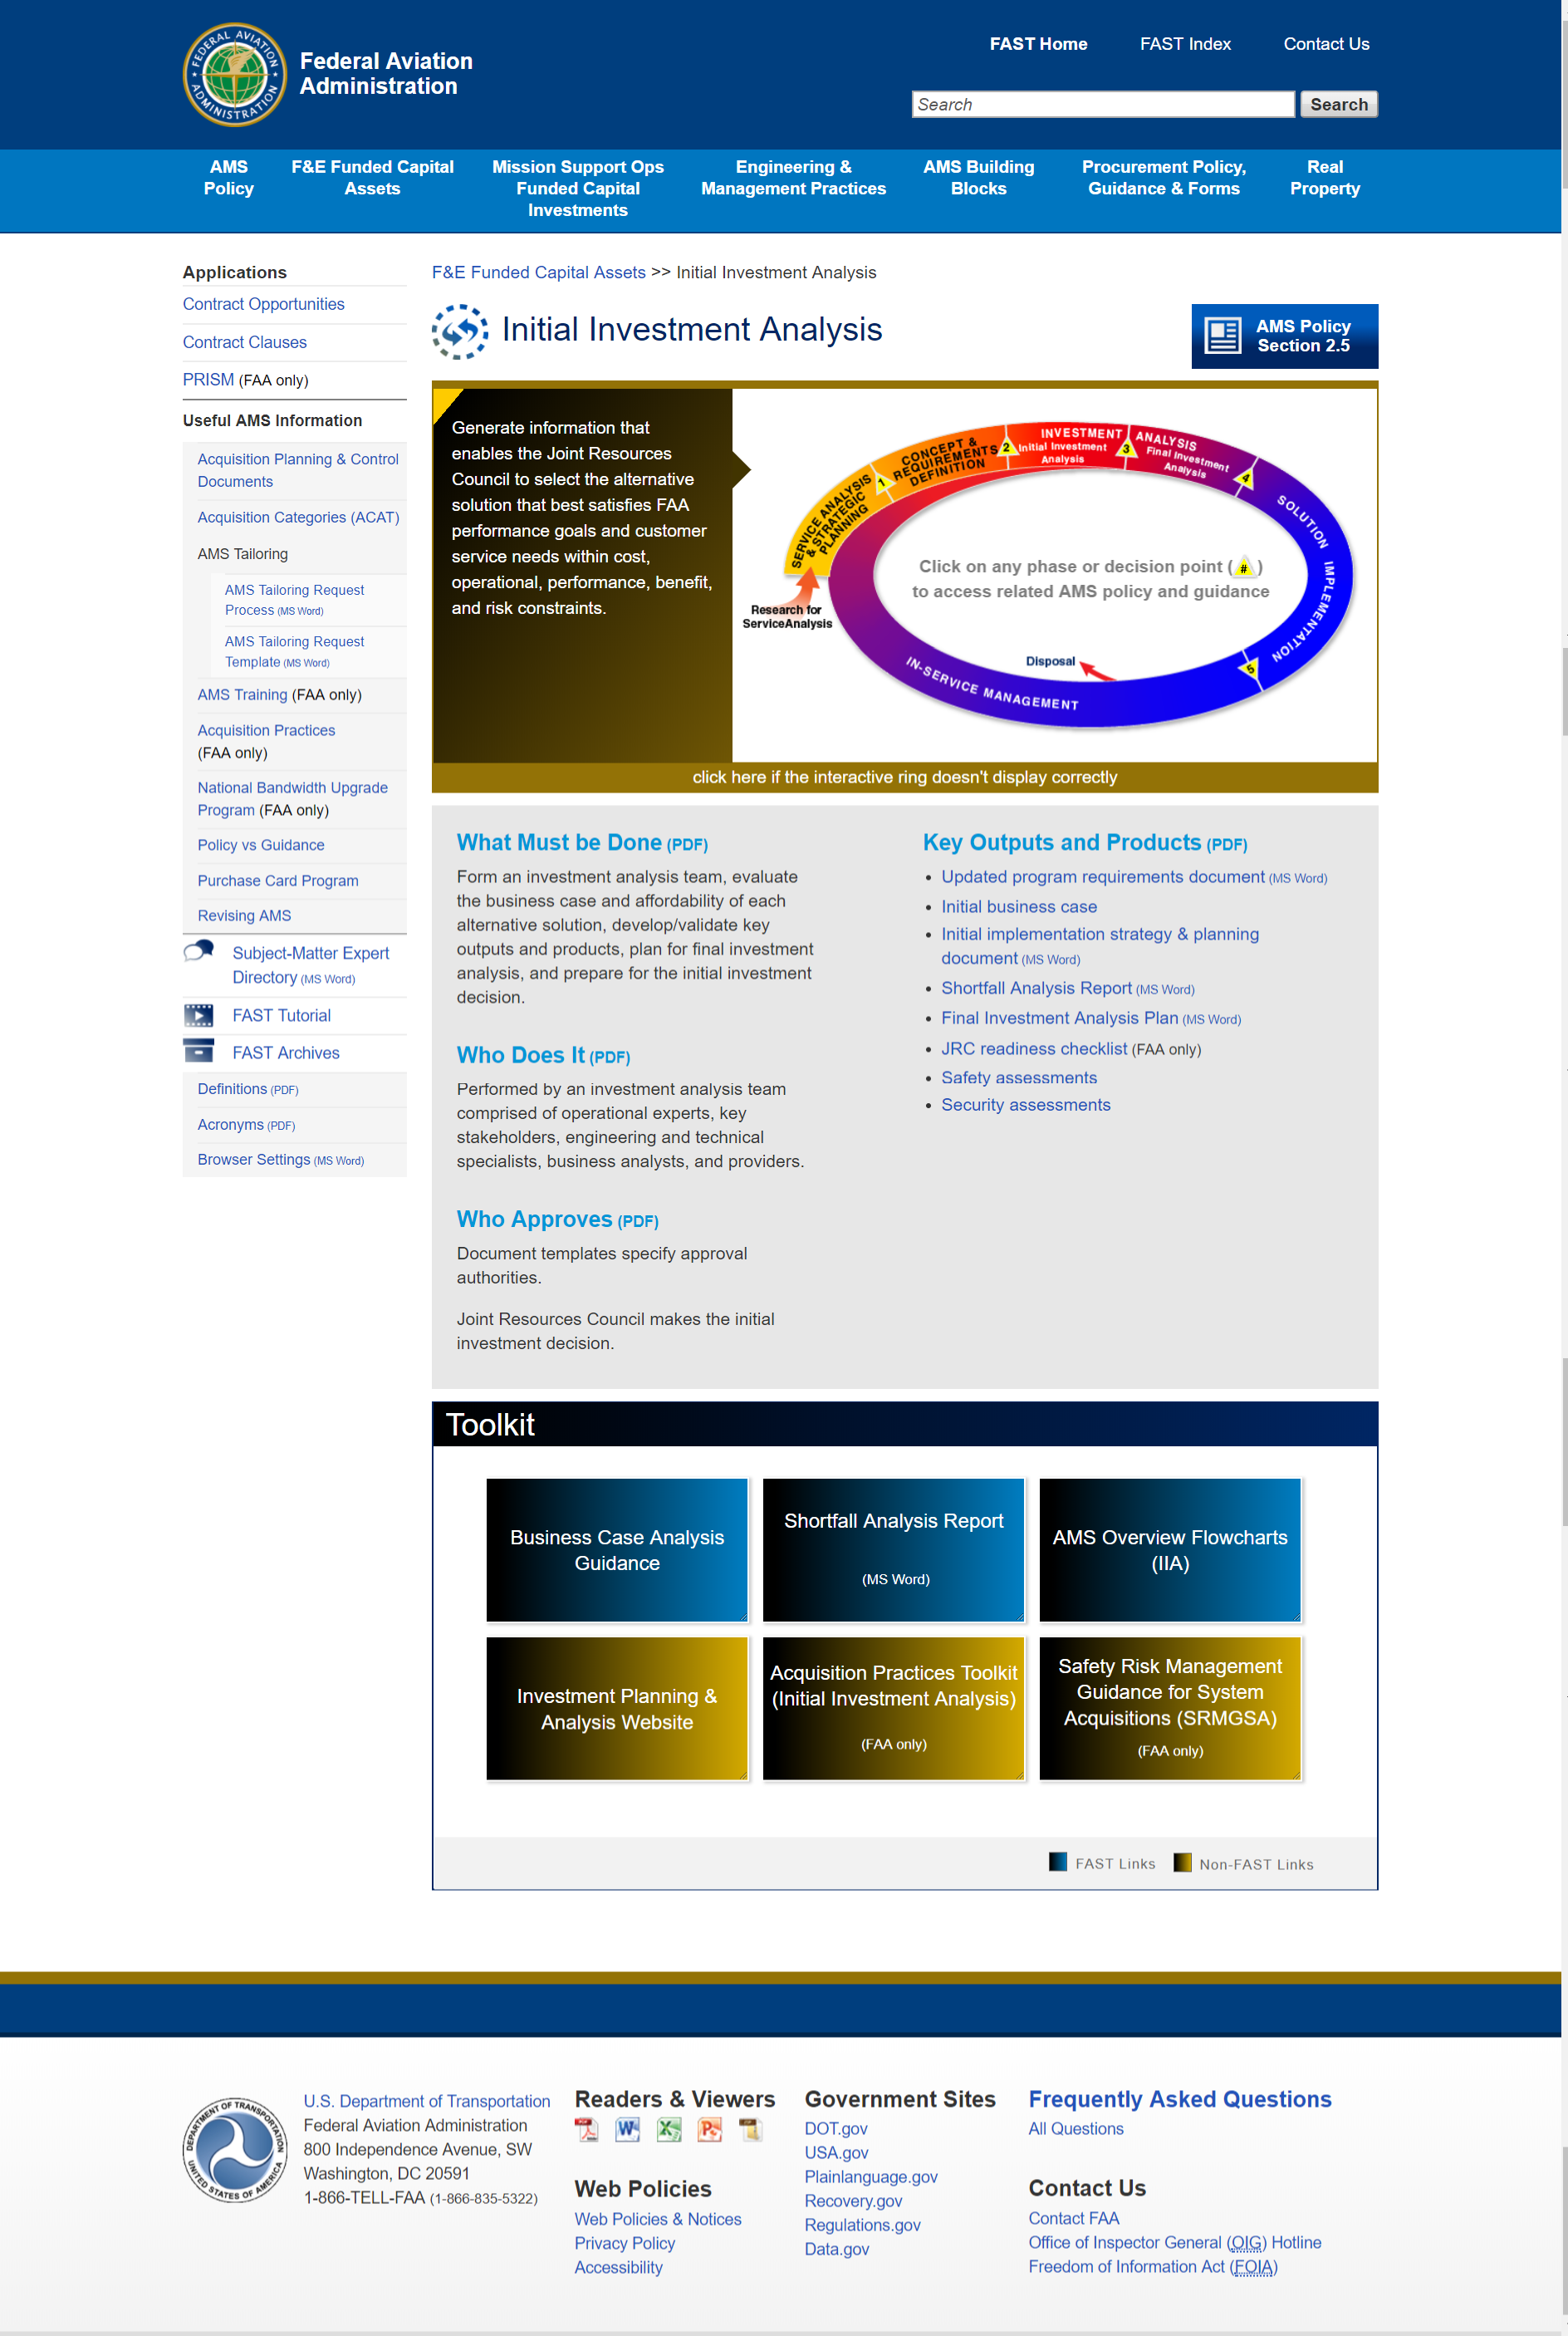 FEDERAL AVIATION ADMINISTRATION
Federal Aviation
Administration
FAST Home
FAST Index
Contact Us
Search
Search
AMS
Policy
F&E Funded Capital
Assets
Mission Support Ops
Funded Capital
Investments
Engineering &
Management Practices
AMS Building
Blocks
Procurement Policy,
Guidance & Forms
Real
Property
Applications
Contract Opportunities
Contract Clauses
PRISM (FAA only)
Useful AMS Information
Acquisition Planning & Control
Documents
Acquisition Categories (ACAT)
AMS Tailoring
AMS Tailoring Request
Process (MS Word)
AMS Tailoring Request
Template (MS Word)
AMS Training (FAA only)
Acquisition Practices
(FAA only)
National Bandwidth Upgrade
Program (FAA only)
Policy vs Guidance
Purchase Card Program
Revising AMS
Subject-Matter Expert
Directory (MS Word)
FAST Tutorial
FAST Archives
Definitions (PDF)
Acronyms (PDF)
Browser Settings (MS Word)
F&E Funded Capital Assets >> Initial Investment Analysis
Initial Investment Analysis
AMS Policy
Section 2.5
Generate information that
enables the Joint Resources
Council to select the alternative
solution that best satisfies FAA
performance goals and customer
service needs within cost,
operational, performance, benefit,
and risk constraints.
SERVICE ANALYSIS
& STRATEGIC
PLANNING
1
CONCEPT &
REQUIREMENTS
DEFINITION
2
INVESTMENT
Initial Investment
Analysis
3
ANALYSIS
Final Investment
Analysis
4
SOLUTION IMPLEMENTATION
5
IN-SERVICE MANAGEMENT
Click on any phase or decision point ( # )
to access related AMS policy and guidance
Research for
ServiceAnalysis
Disposal
click here if the interactive ring doesn't display correctly
What Must be Done (PDF)
Form an investment analysis team, evaluate
the business case and affordability of each
alternative solution, develop/validate key
outputs and products, plan for final investment
analysis, and prepare for the initial investment
decision.
Who Does It (PDF)
Performed by an investment analysis team
comprised of operational experts, key
stakeholders, engineering and technical
specialists, business analysts, and providers.
Who Approves (PDF)
Document templates specify approval
authorities.
Joint Resources Council makes the initial
investment decision.
Key Outputs and Products (PDF)
• Updated program requirements document (MS Word)
• Initial business case
• Initial implementation strategy & planning
document (MS Word)
• Shortfall Analysis Report (MS Word)
• Final Investment Analysis Plan (MS Word)
• JRC readiness checklist (FAA only)
• Safety assessments
• Security assessments
Toolkit
Business Case Analysis
Guidance
Shortfall Analysis Report
(MS Word)
AMS Overview Flowcharts
(IIA)
Investment Planning &
Analysis Website
Acquisition Practices Toolkit
(Initial Investment Analysis)
(FAA only)
Safety Risk Management
Guidance for System
Acquisitions (SRMGSA)
(FAA only)
FAST Links
Non-FAST Links
DEPARTMENT OF TRANSPORTATION
UNITED STATES OF AMERICA
U.S. Department of Transportation
Federal Aviation Administration
800 Independence Avenue, SW
Washington, DC 20591
1-866-TELL-FAA (1-866-835-5322)
Readers & Viewers
Web Policies
Web Policies & Notices
Privacy Policy
Accessibility
Government Sites
DOT.gov
USA.gov
Plainlanguage.gov
Recovery.gov
Regulations.gov
Data.gov
Frequently Asked Questions
All Questions
Contact Us
Contact FAA
Office of Inspector General (OIG) Hotline
Freedom of Information Act (FOIA)